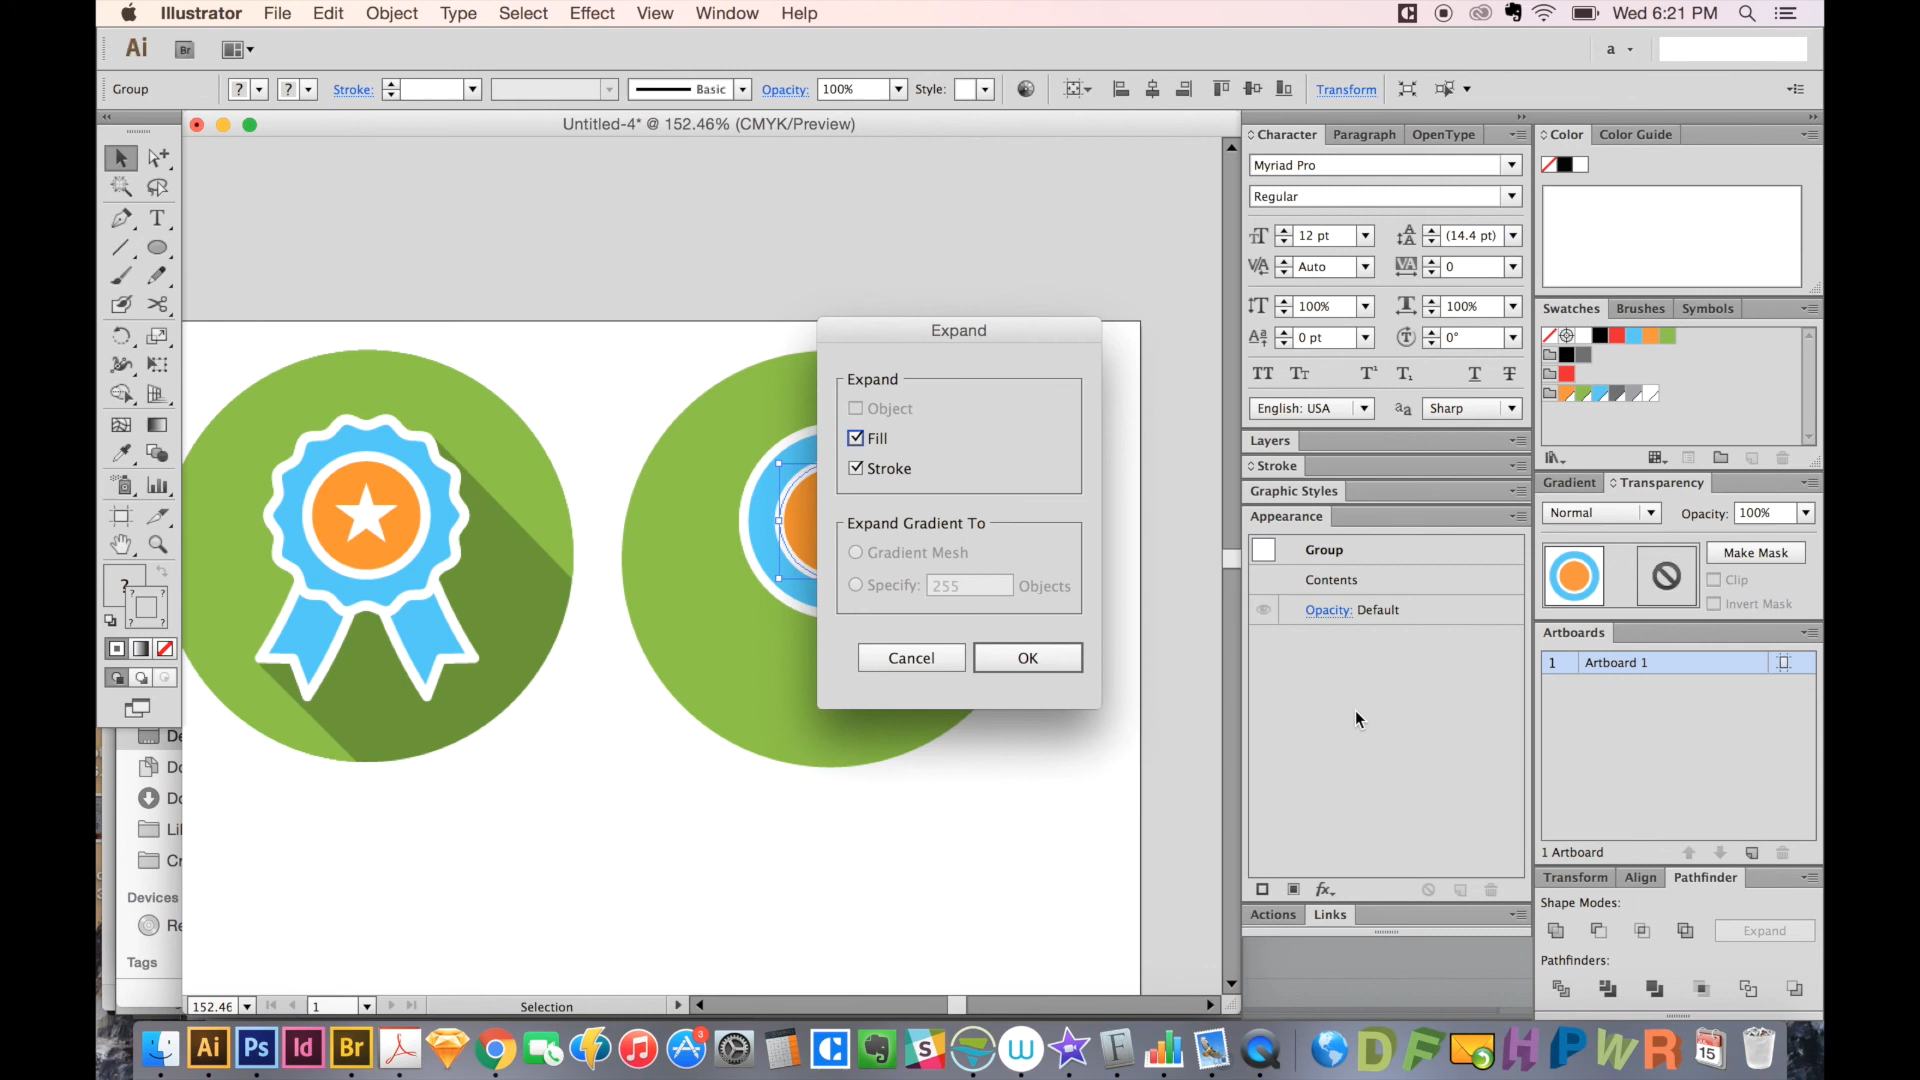 Illustrator File Edit Object Type Select Effect View Window Help Wed 6:21 PM
Ai Br a
Group ? ? Stroke: Basic Opacity: 100% Style: Transform
Untitled-4* @ 152.46% (CMYK/Preview)
Character Paragraph OpenType
Myriad Pro
Regular
12 pt (14.4 pt)
Auto 0
100% 100%
0 pt 0°
English: USA Sharp
Layers
Stroke
Graphic Styles
Appearance
Group
Contents
Opacity: Default
Actions Links
Color Color Guide
Swatches Brushes Symbols
Gradient Transparency
Normal Opacity: 100%
Make Mask
Clip
Invert Mask
Artboards
1 Artboard 1
1 Artboard
Transform Align Pathfinder
Shape Modes:
Expand
Pathfinders:
Expand
Expand
Object
Fill
Stroke
Expand Gradient To
Gradient Mesh
Specify: 255 Objects
Cancel OK
De
Do
Do
Lil
Cr
Devices
Re
Tags
152.46 1 Selection
Ai Ps Id Br 3 S W F D F H P W R 15